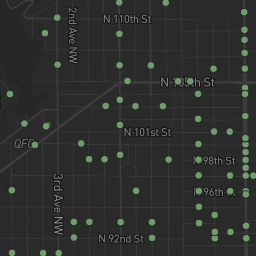 2nd Ave NW
N 110th St
N 105th St
N 101st St
QFC
N 98th St
3rd Ave NW
N 96th St
N 92nd St